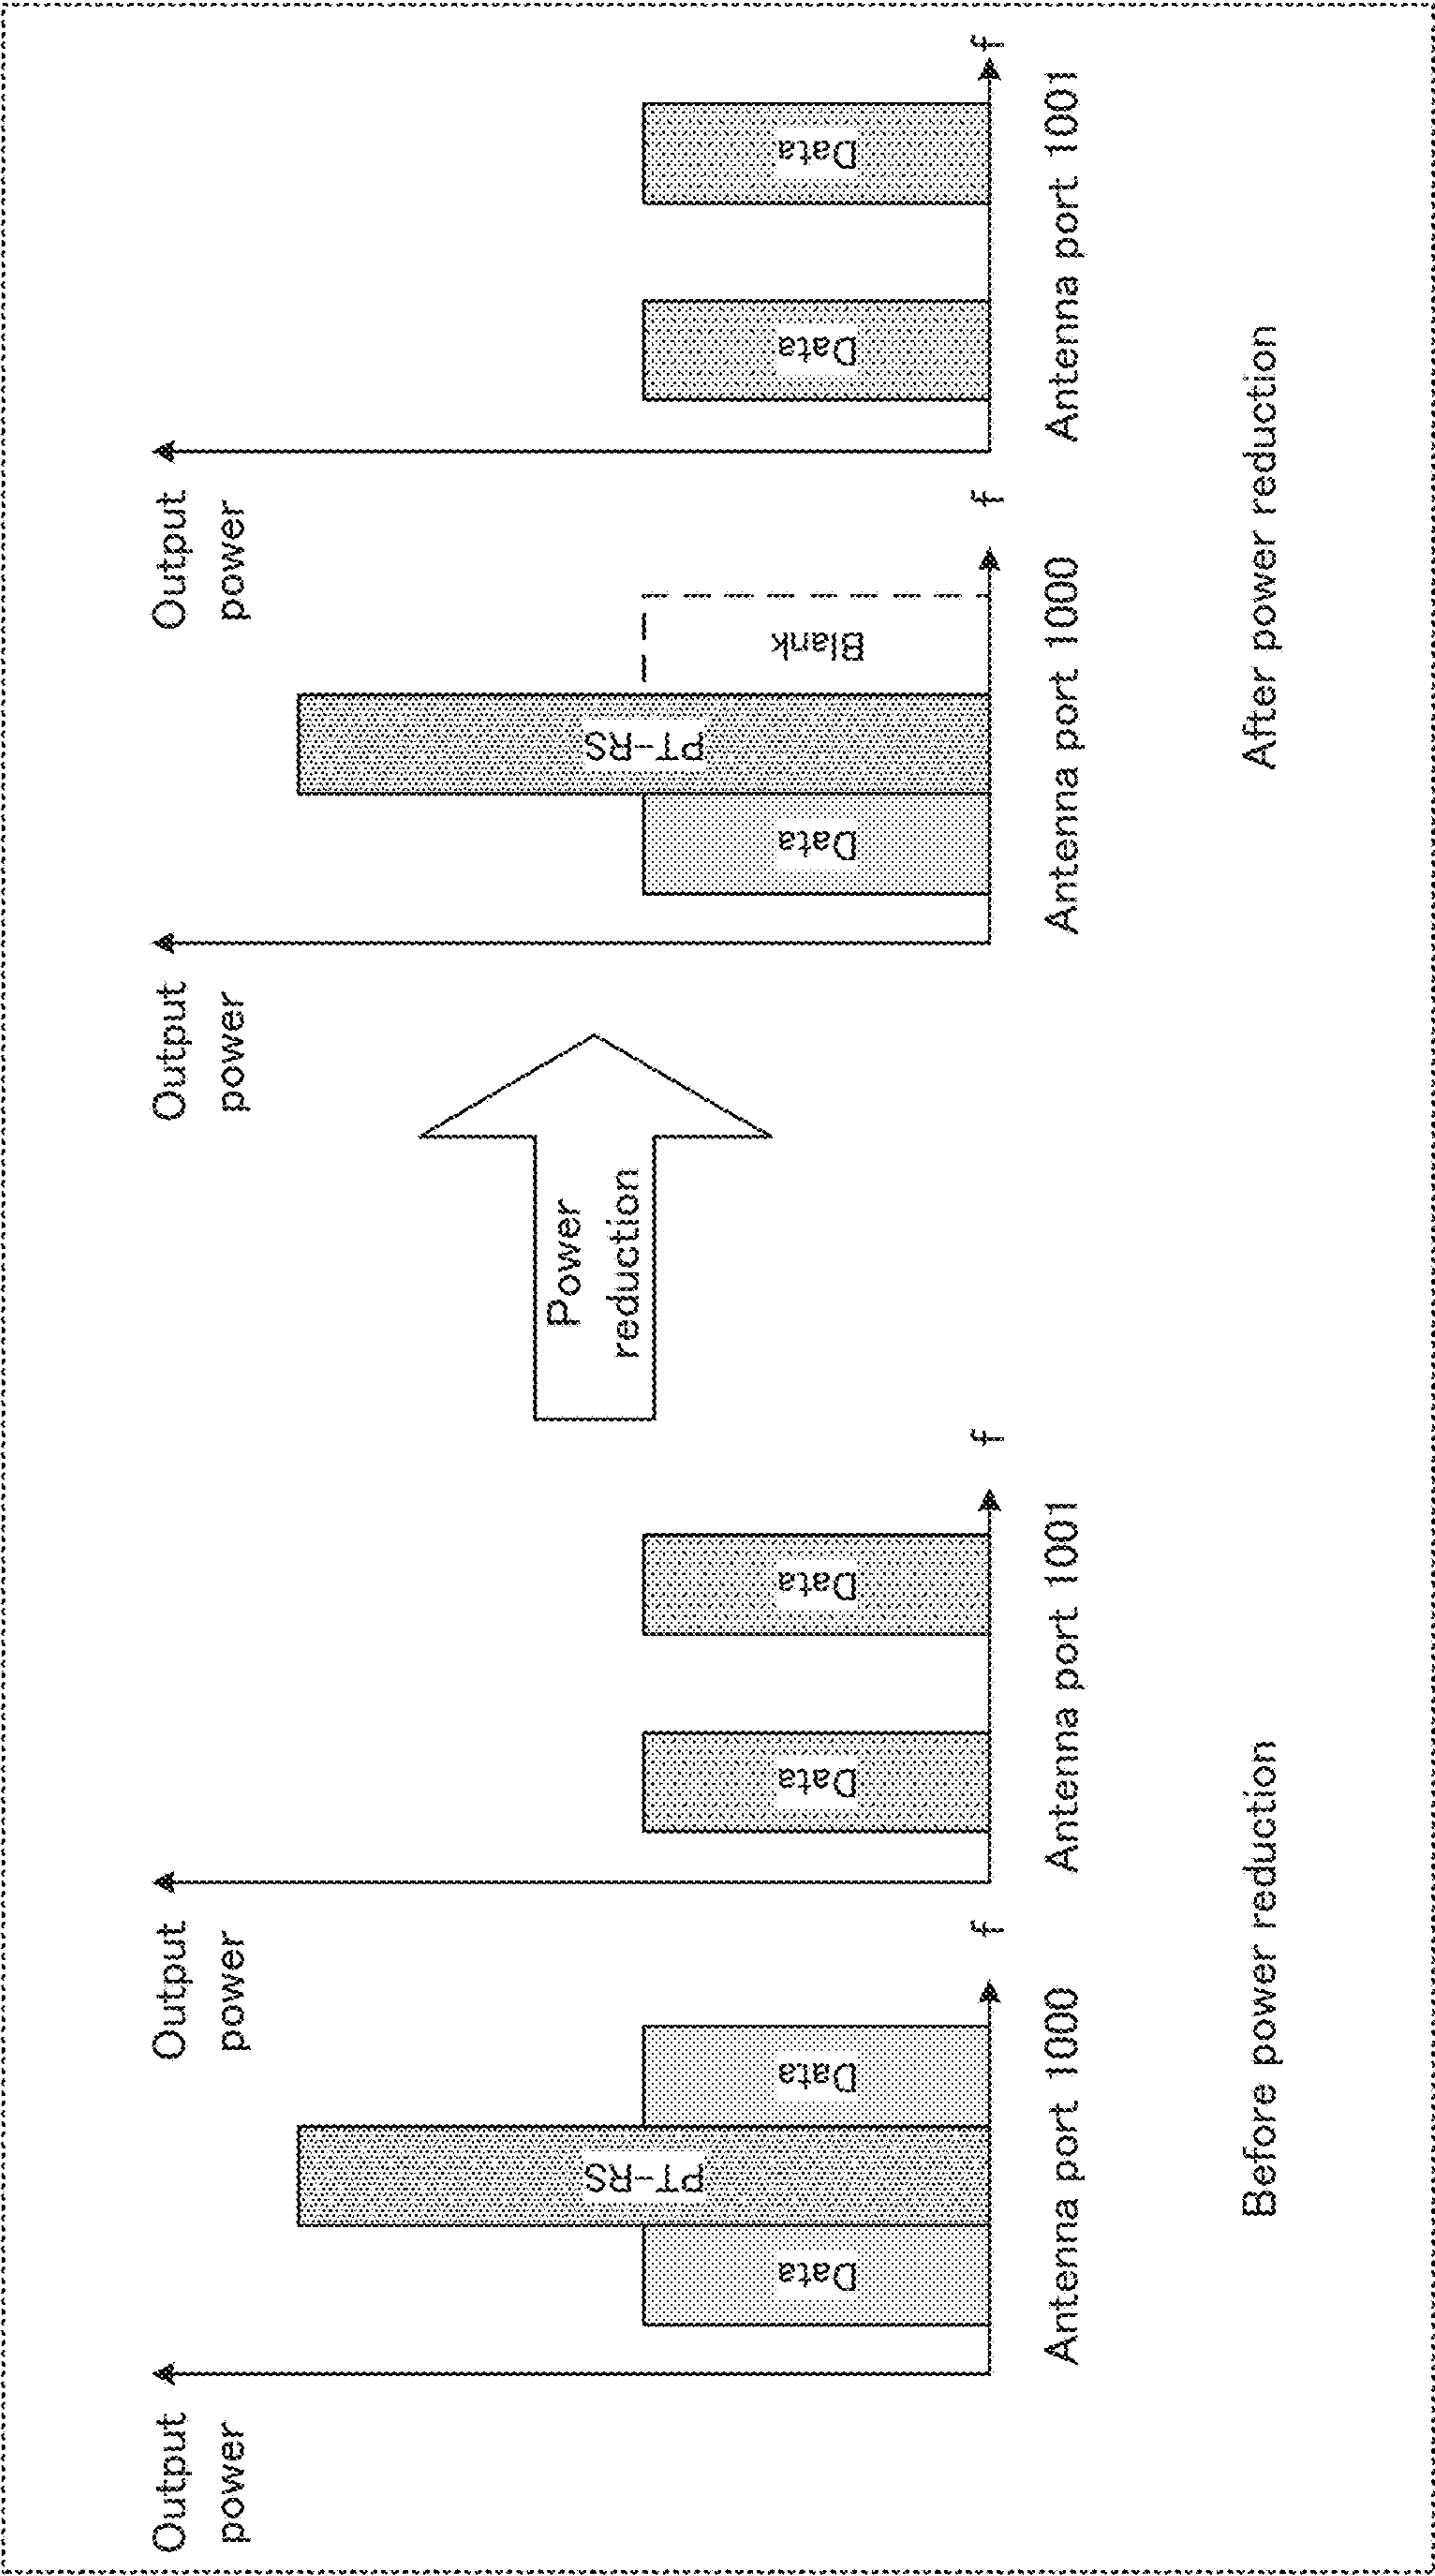 Output
power
Data
PT-RS
Data
f
Antenna port 1000
Output
power
Data
Data
f
Antenna port 1001
Before power reduction
Power
reduction
Output
power
Data
PT-RS
Blank
f
Antenna port 1000
Output
power
Data
Data
f
Antenna port 1001
After power reduction